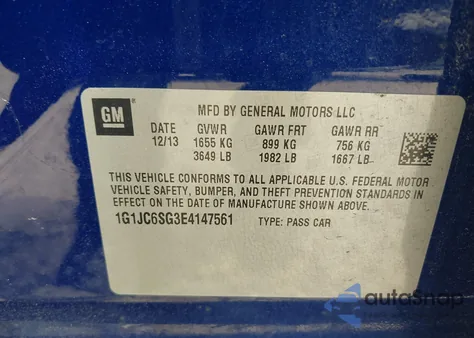 GM
MFD BY GENERAL MOTORS LLC
DATE GVWR GAWR FRT GAWR RR
12/13 1655 KG 899 KG 756 KG
3649 LB 1982 LB 1667 LB
THIS VEHICLE CONFORMS TO ALL APPLICABLE U.S. FEDERAL MOTOR
VEHICLE SAFETY, BUMPER, AND THEFT PREVENTION STANDARDS IN
EFFECT ON THE DATE OF MANUFACTURE SHOWN ABOVE.
1G1JC6SG3E4147561 TYPE: PASS CAR
autoSnap